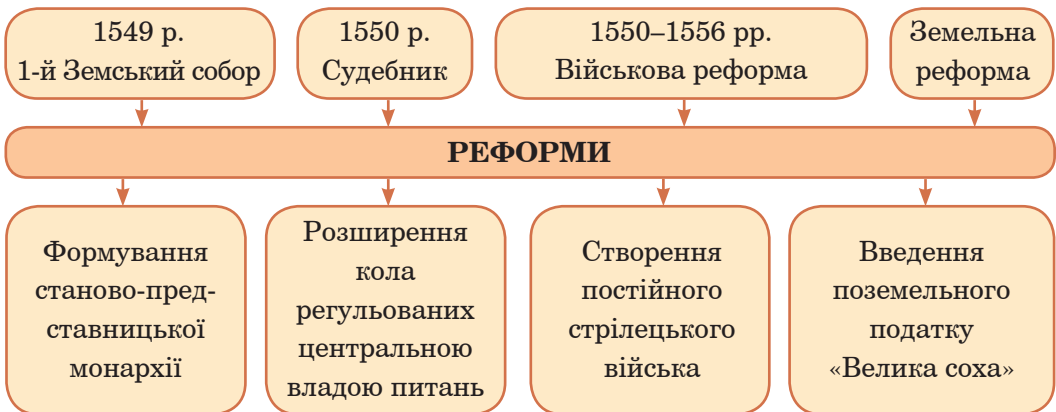 1549 р.
1-й Земський собор
1550 р.
Судебник
1550–1556 рр.
Військова реформа
Земельна
реформа
РЕФОРМИ
Формування
станово-пред-
ставницької
монархії
Розширення
кола
регульованих
центральною
владою питань
Створення
постійного
стрілецького
війська
Введення
поземельного
податку
«Велика соха»